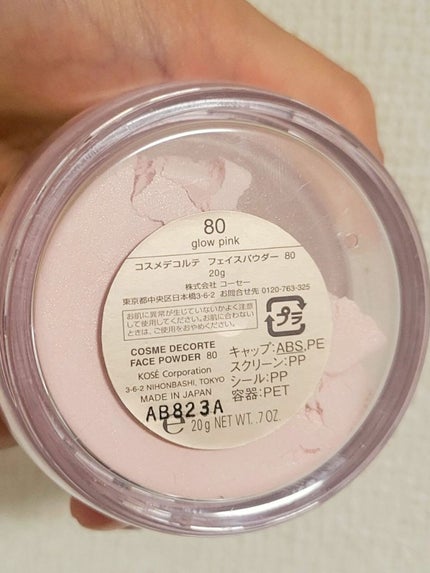 80
glow pink
コスメデコルテ フェイスパウダー 80
20g
株式会社 コーセー
東京都中央区日本橋3-6-2 お問合せ先 0120-763-325
お肌に異常が生じていないかよく注意
して使用してください。お肌に合わない
ときは、ご使用をおやめください。
プラ
COSME DECORTE
FACE POWDER 80
KOSÉ Corporation
3-6-2 NIHONBASHI, TOKYO
MADE IN JAPAN
キャップ:ABS,PE
スクリーン:PP
シール:PP
容器:PET
AB823A
e 20g NET WT. .7 OZ.